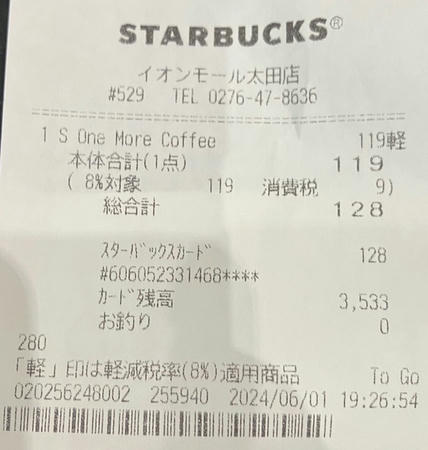 STARBUCKS®
イオンモール太田店
#529 TEL 0276-47-8636
1 S One More Coffee 119軽
本体合計(1点) 119
( 8%対象 119 消費税 9)
総合計 128
ｽﾀｰﾊﾞｯｸｽｶｰﾄﾞ 128
#606052331468****
ｶｰﾄﾞ残高 3,533
お釣り 0
280
「軽」印は軽減税率(8%)適用商品 To Go
020256248002 255940 2024/06/01 19:26:54